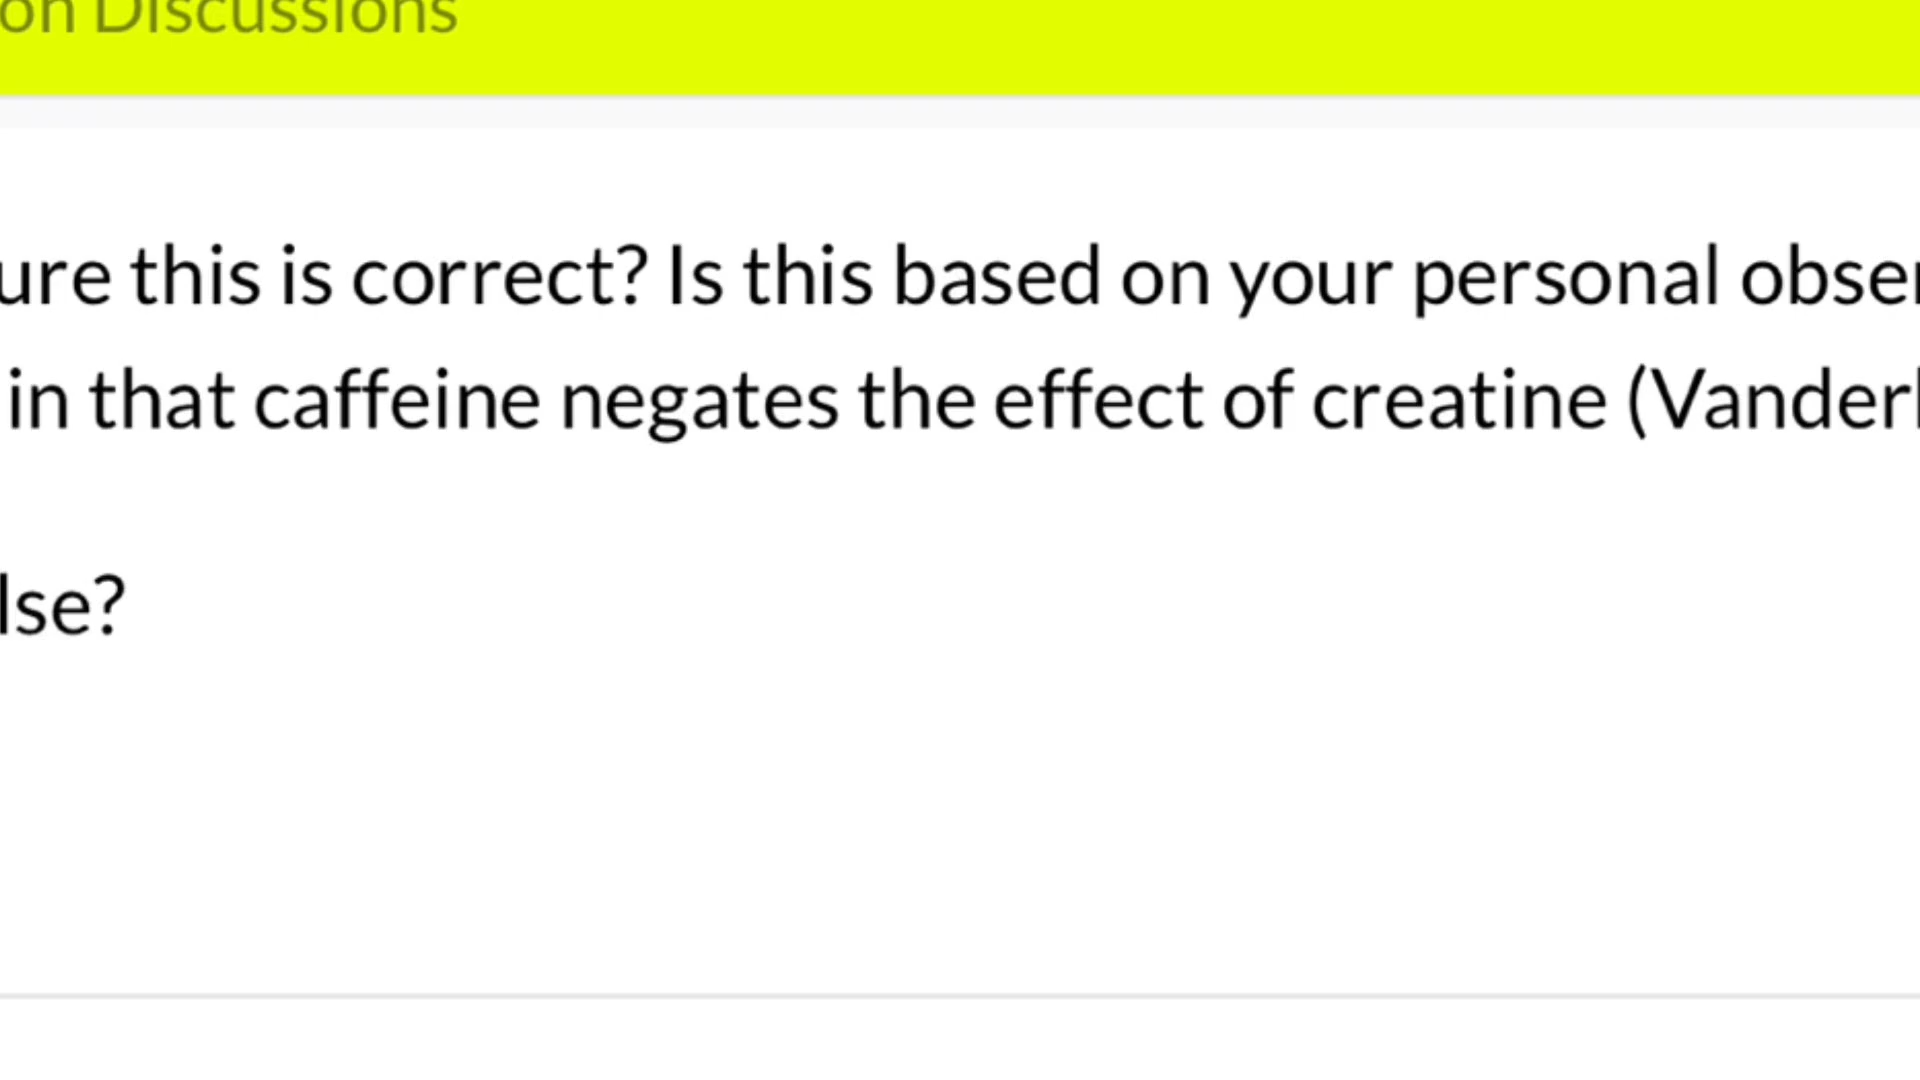 on Discussions
ure this is correct? Is this based on your personal obser
in that caffeine negates the effect of creatine (Vander
lse?